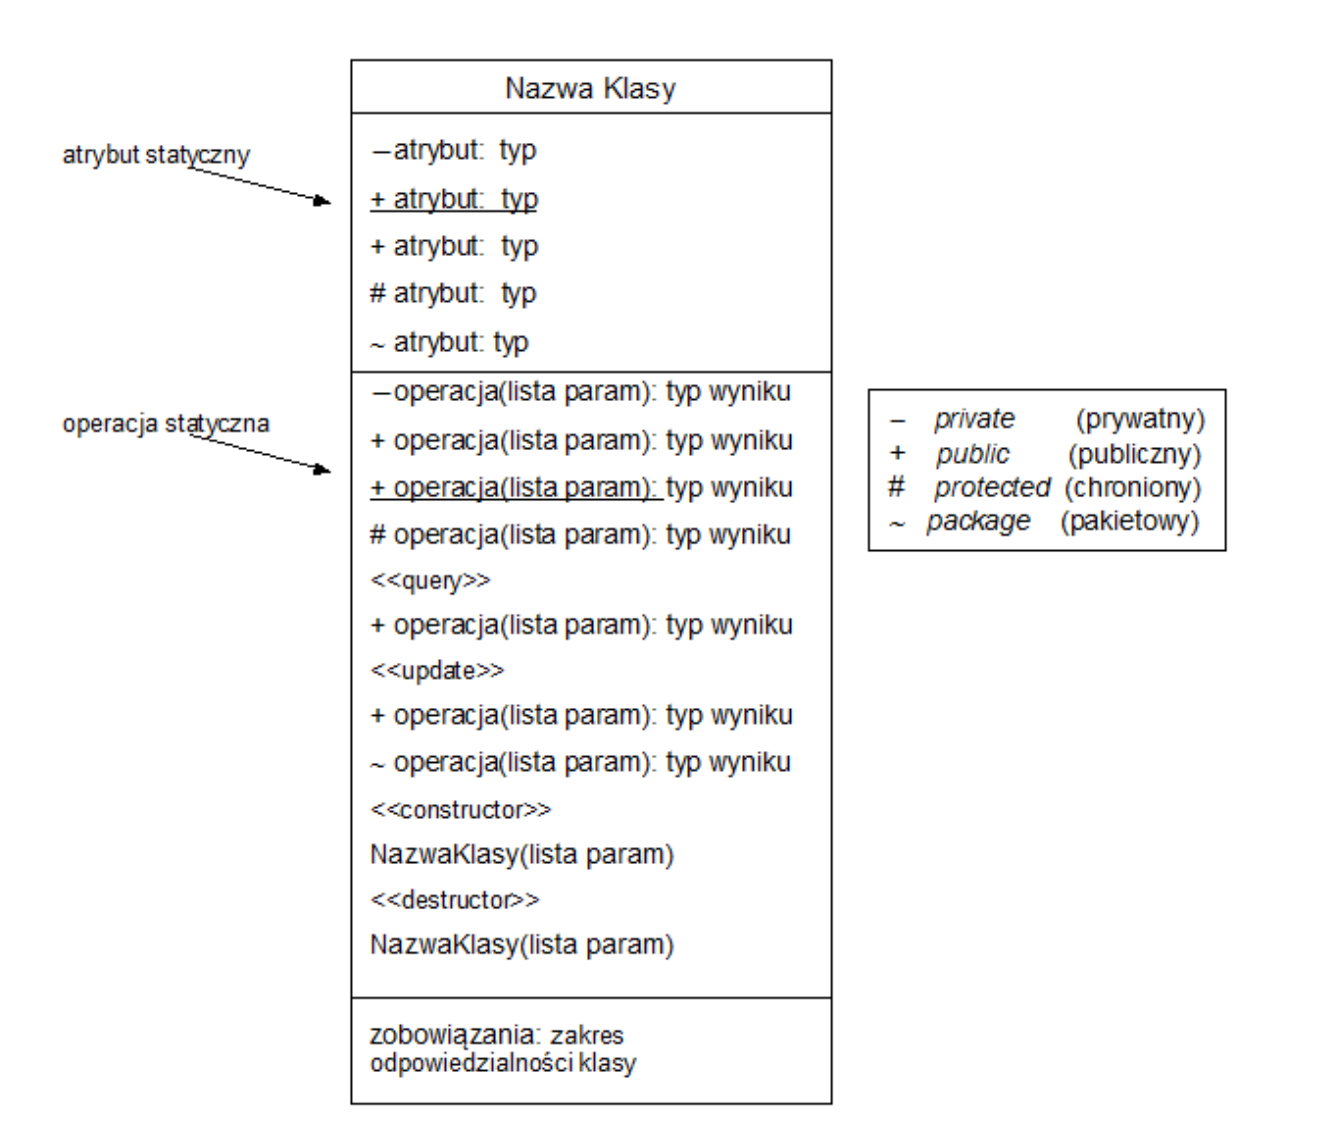 Nazwa Klasy
atrybut statyczny
–atrybut: typ
+ atrybut: typ
+ atrybut: typ
# atrybut: typ
~ atrybut: typ
operacja statyczna
–operacja(lista param): typ wyniku
+ operacja(lista param): typ wyniku
+ operacja(lista param): typ wyniku
# operacja(lista param): typ wyniku
<<query>>
+ operacja(lista param): typ wyniku
<<update>>
+ operacja(lista param): typ wyniku
~ operacja(lista param): typ wyniku
<<constructor>>
NazwaKlasy(lista param)
<<destructor>>
NazwaKlasy(lista param)
zobowiązania: zakres
odpowiedzialności klasy
– private (prywatny)
+ public (publiczny)
# protected (chroniony)
~ package (pakietowy)